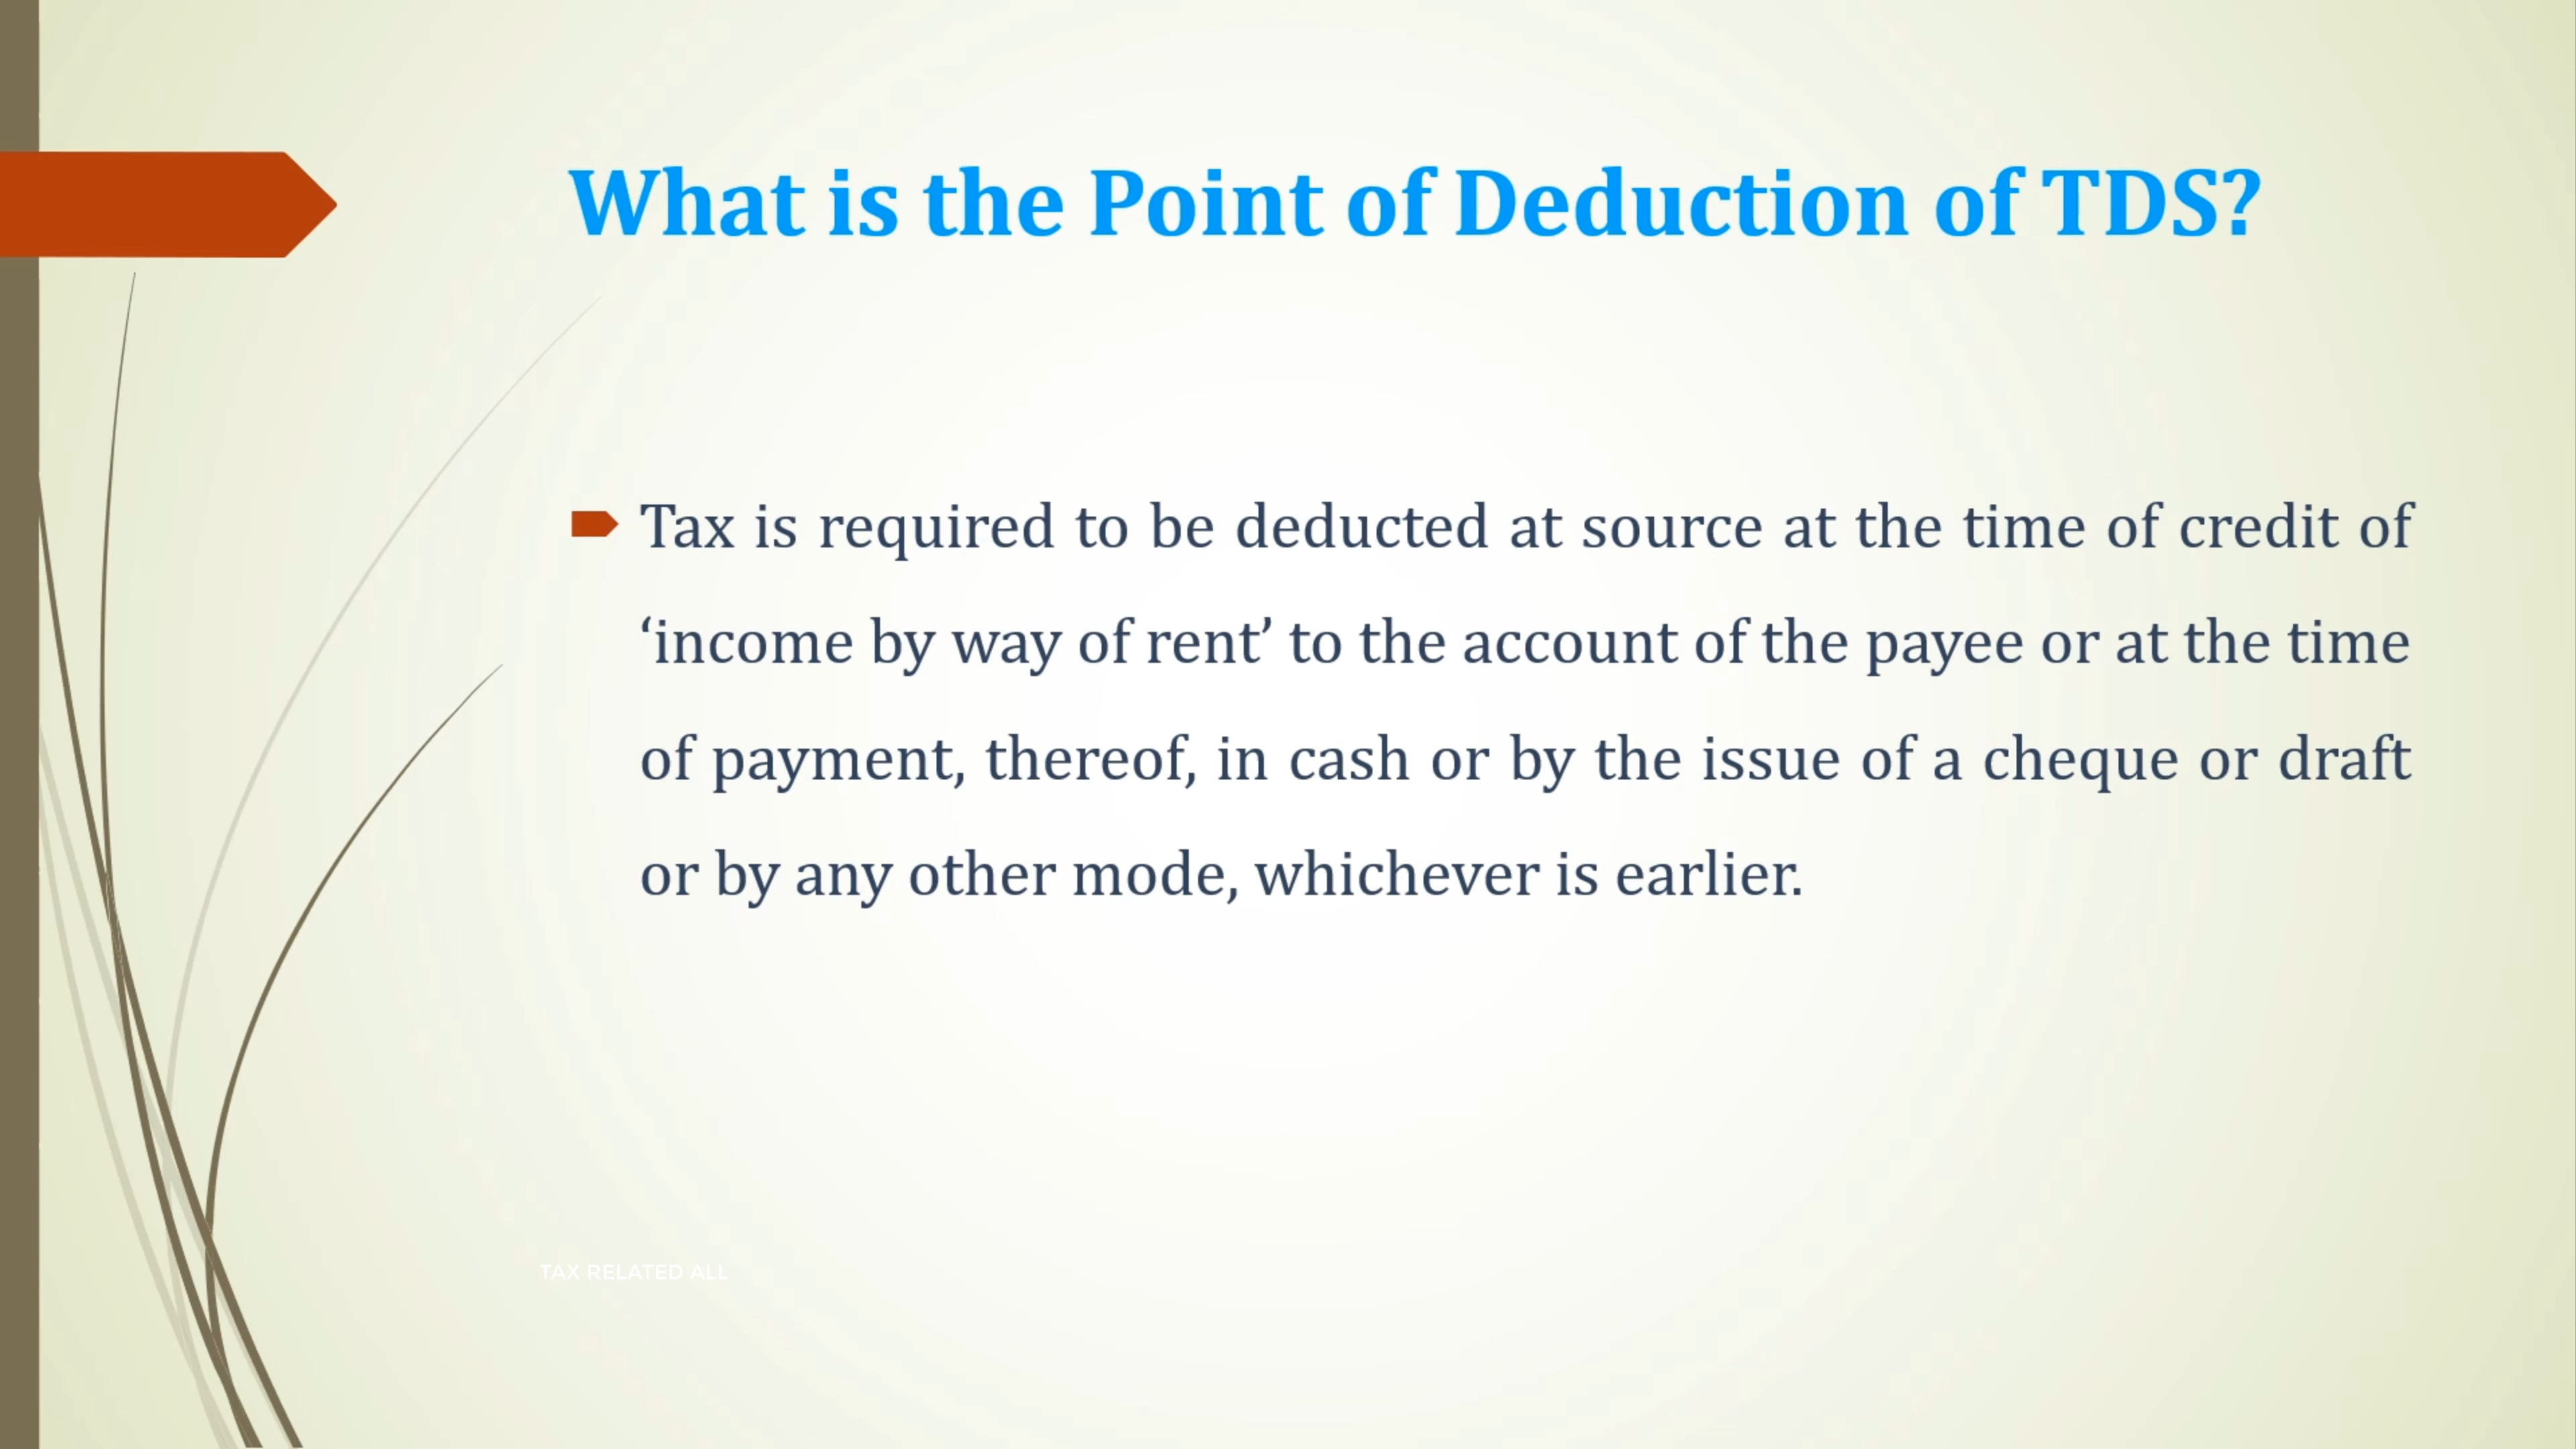 What is the Point of Deduction of TDS?
Tax is required to be deducted at source at the time of credit of
‘income by way of rent’ to the account of the payee or at the time
of payment, thereof, in cash or by the issue of a cheque or draft
or by any other mode, whichever is earlier.
TAX RELATED ALL